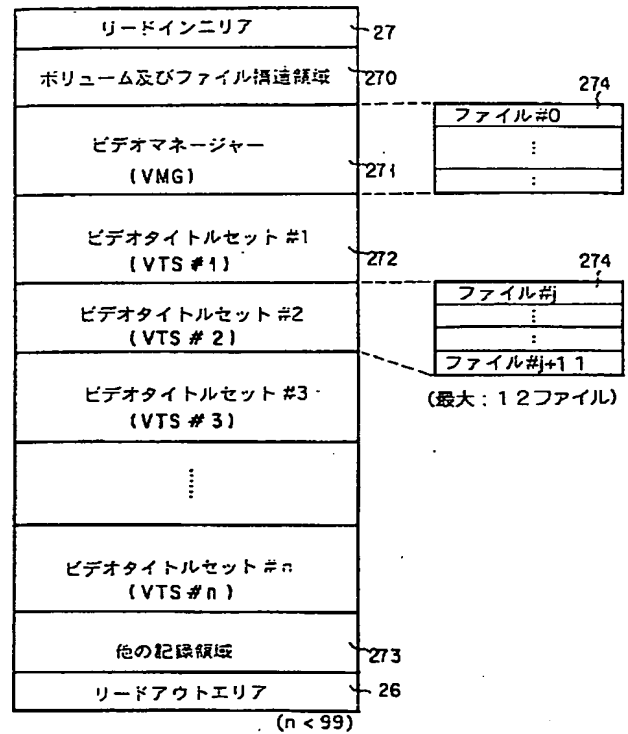 リードインニリア
27
ボリューム及びファイル構造領域
270
ビデオマネージャー
(VMG)
271
274
ファイル#0
⋮
⋮
ビデオタイトルセット #1
(VTS #1)
272
ビデオタイトルセット #2
(VTS # 2)
274
ファイル#j
⋮
⋮
ファイル#j+1 1
(最大：1 2ファイル)
ビデオタイトルセット #3
(VTS # 3)
ビデオタイトルセット #n
(VTS #n)
他の記録領域
273
リードアウトエリア
26
(n < 99)